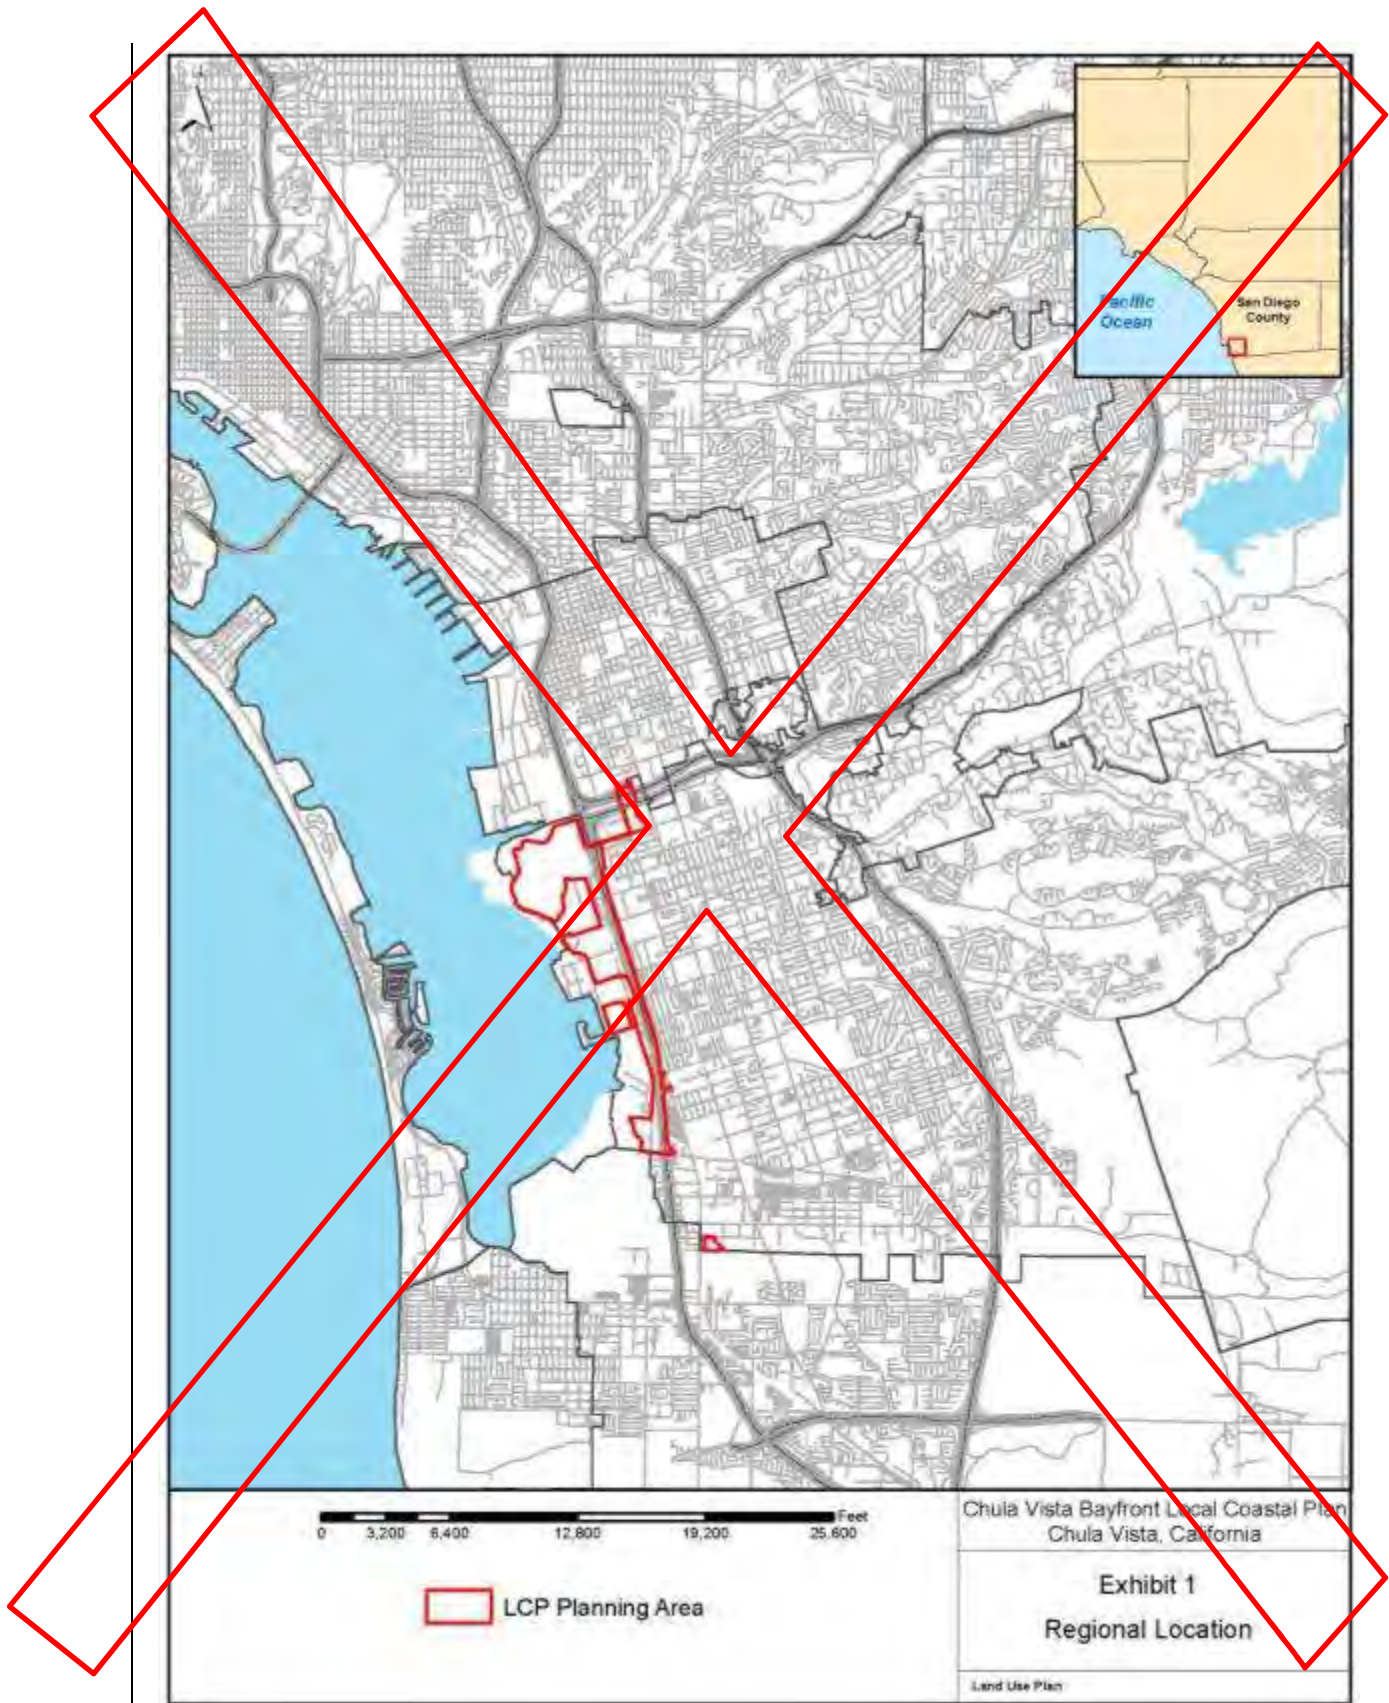 Pacific
Ocean
San Diego
County
Feet
0 3,200 6,400 12,800 19,200 25,600
LCP Planning Area
Chula Vista Bayfront Local Coastal Plan
Chula Vista, California
Exhibit 1
Regional Location
Land Use Plan